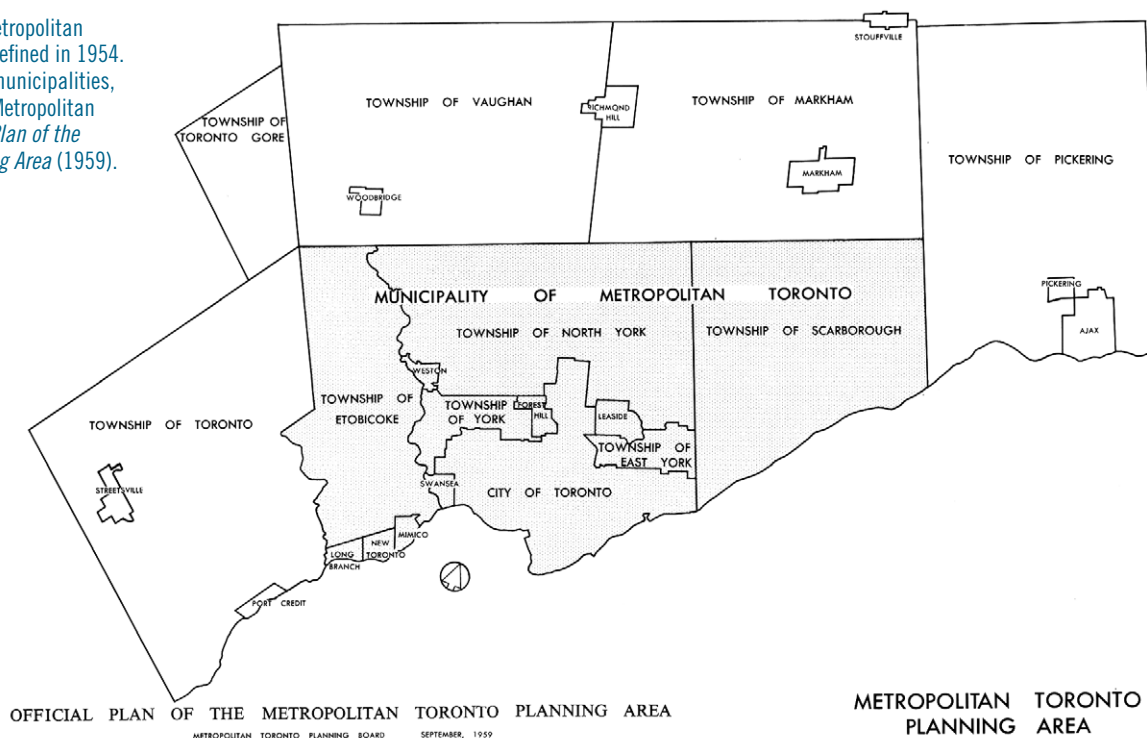 etropolitan
efined in 1954.
nunicipalities,
Metropolitan
Plan of the
g Area (1959).
STOUFFVILLE
TOWNSHIP OF VAUGHAN
RICHMOND
HILL
TOWNSHIP OF MARKHAM
TOWNSHIP OF
TORONTO GORE
TOWNSHIP OF PICKERING
MARKHAM
WOODBRIDGE
PICKERING
AJAX
MUNICIPALITY OF METROPOLITAN TORONTO
TOWNSHIP OF NORTH YORK
TOWNSHIP OF SCARBOROUGH
WESTON
TOWNSHIP OF
ETOBICOKE
TOWNSHIP
OF YORK
FOREST
HILL
LEASIDE
TOWNSHIP OF
EAST YORK
TOWNSHIP OF TORONTO
STREETSVILLE
SWANSEA
CITY OF TORONTO
MIMICO
NEW
TORONTO
LONG
BRANCH
PORT CREDIT
OFFICIAL PLAN OF THE METROPOLITAN TORONTO PLANNING AREA
METROPOLITAN TORONTO PLANNING BOARD SEPTEMBER, 1959
METROPOLITAN TORONTO
PLANNING AREA